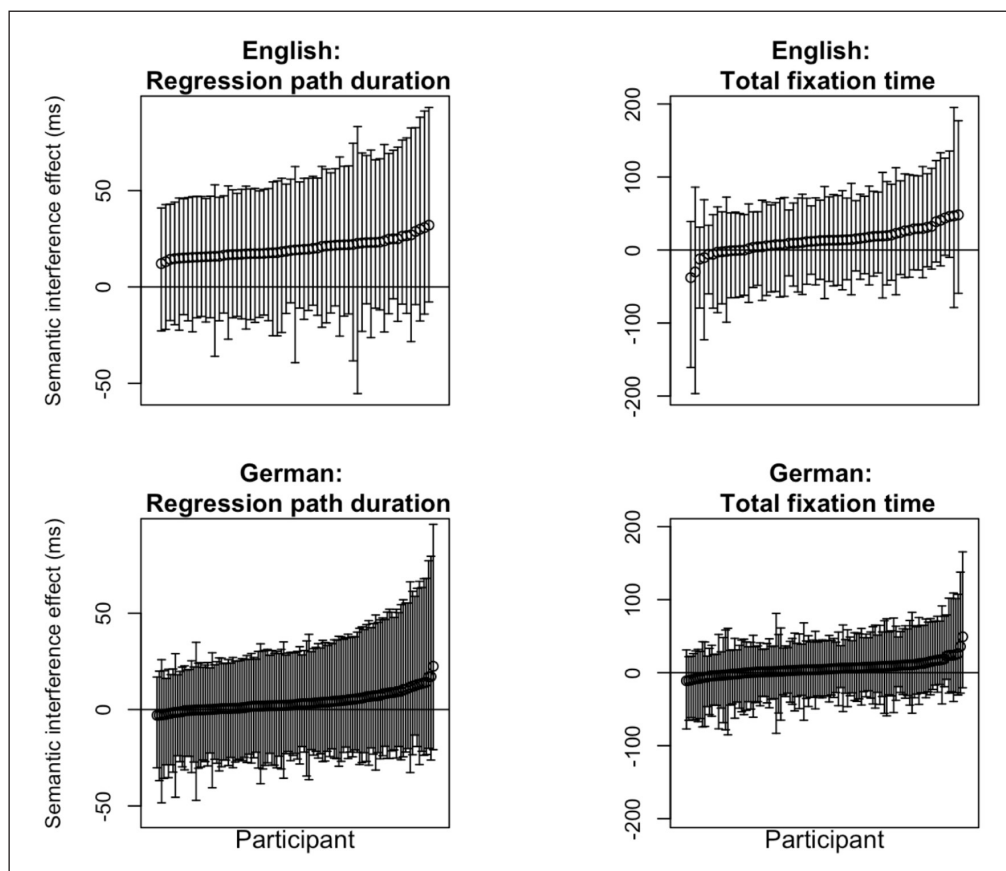 English:
Regression path duration
Semantic interference effect (ms)
50
0
-50
English:
Total fixation time
200
100
0
-100
-200
German:
Regression path duration
Semantic interference effect (ms)
50
0
-50
Participant
German:
Total fixation time
200
100
0
-100
-200
Participant